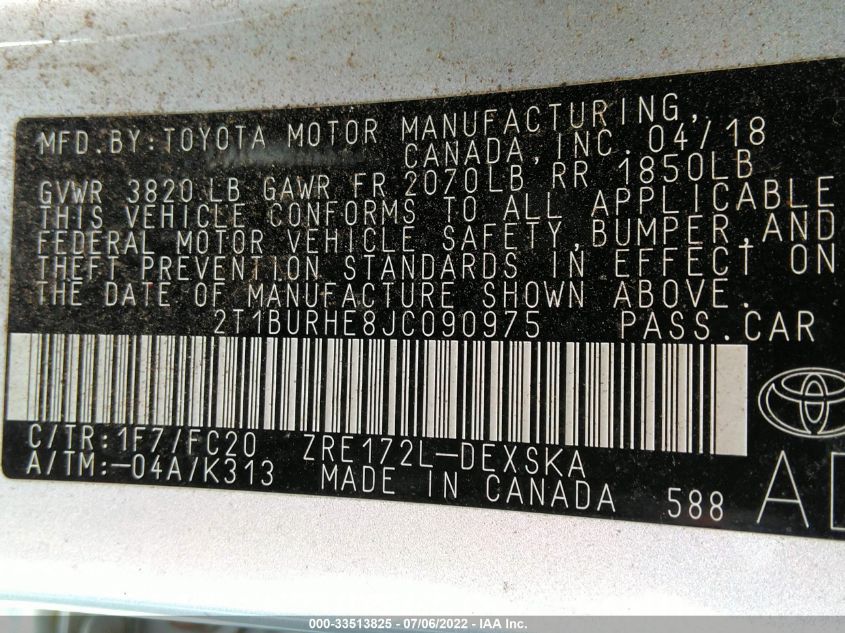 MFD. BY: TOYOTA MOTOR MANUFACTURING,
CANADA, INC. 04/18
GVWR 3820 LB GAWR FR 2070LB RR 1850LB
THIS VEHICLE CONFORMS TO ALL APPLICABLE
FEDERAL MOTOR VEHICLE SAFETY, BUMPER, AND
THEFT PREVENTION STANDARDS IN EFFECT ON
THE DATE OF MANUFACTURE SHOWN ABOVE.
2T1BURHE8JC090975 PASS. CAR
C/TR: 1F7/FC20 ZRE172L-DEXSKA
A/TM: -04A/K313 MADE IN CANADA 588
000-33513825 | 07/06/2022 - IAA Inc.